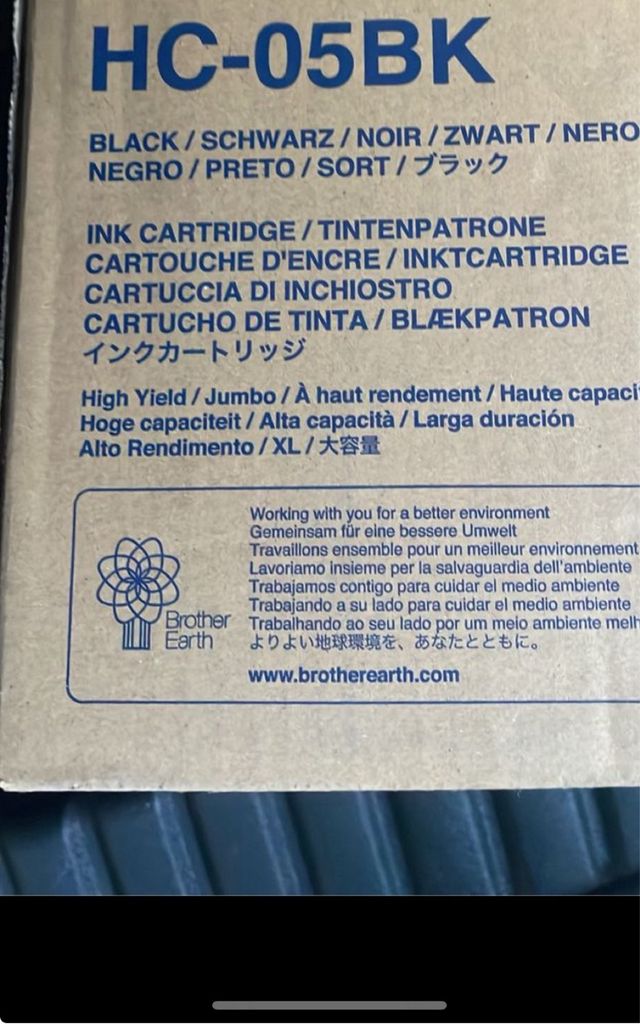 HC-05BK
BLACK / SCHWARZ / NOIR / ZWART / NERO
NEGRO / PRETO / SORT / ブラック
INK CARTRIDGE / TINTENPATRONE
CARTOUCHE D'ENCRE / INKTCARTRIDGE
CARTUCCIA DI INCHIOSTRO
CARTUCHO DE TINTA / BLÆKPATRON
インクカートリッジ
High Yield / Jumbo / À haut rendement / Haute capaci
Hoge capaciteit / Alta capacità / Larga duración
Alto Rendimento / XL / 大容量
Working with you for a better environment
Gemeinsam für eine bessere Umwelt
Travaillons ensemble pour un meilleur environnement
Lavoriamo insieme per la salvaguardia dell'ambiente
Trabajamos contigo para cuidar el medio ambiente
Trabajando a su lado para cuidar el medio ambiente
Trabalhando ao seu lado por um meio ambiente melh
よりよい地球環境を、あなたとともに。
Brother
Earth
www.brotherearth.com